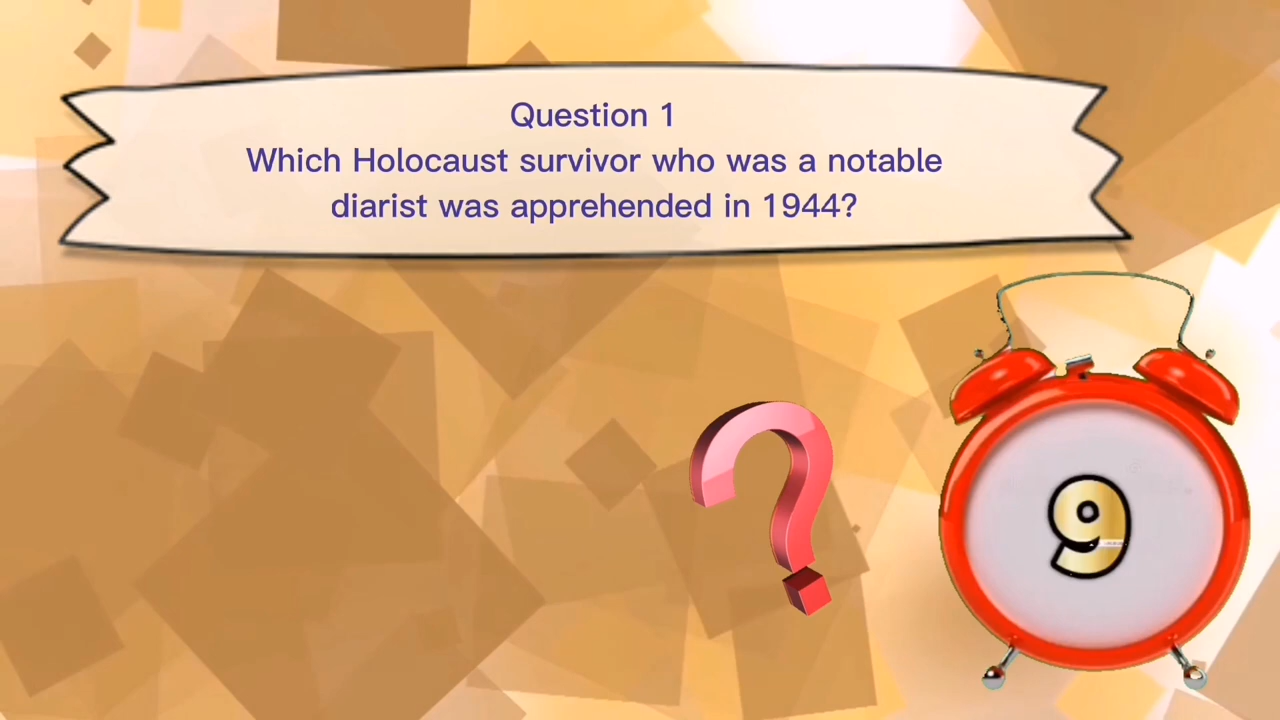 Question 1
Which Holocaust survivor who was a notable
diarist was apprehended in 1944?
9